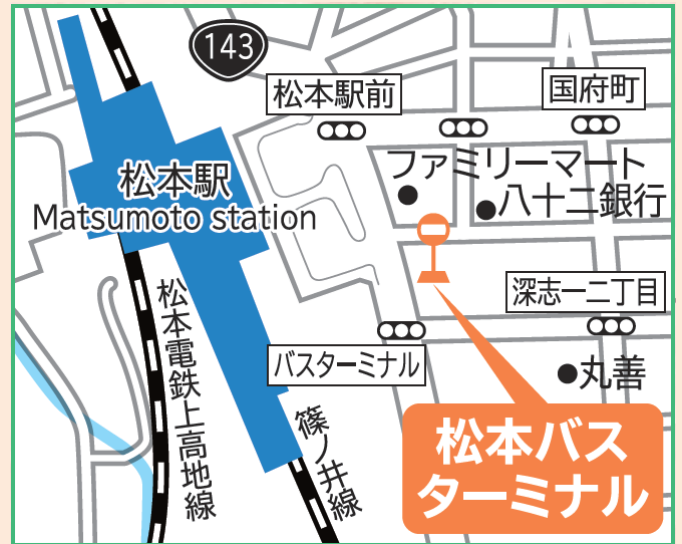 143
松本駅前
国府町
ファミリーマート
八十二銀行
松本駅
Matsumoto station
深志一二丁目
バスターミナル
丸善
松本電鉄上高地線
篠ノ井線
松本バス
ターミナル